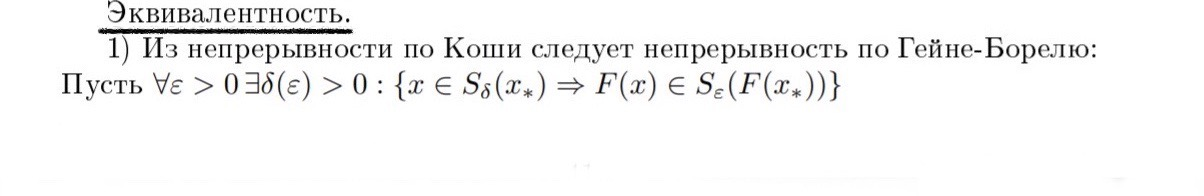 Эквивалентность.
1) Из непрерывности по Коши следует непрерывность по Гейне-Борелю:
Пусть ∀ε > 0 ∃δ(ε) > 0 : {x ∈ S_δ(x_*) ⇒ F(x) ∈ S_ε(F(x_*))}